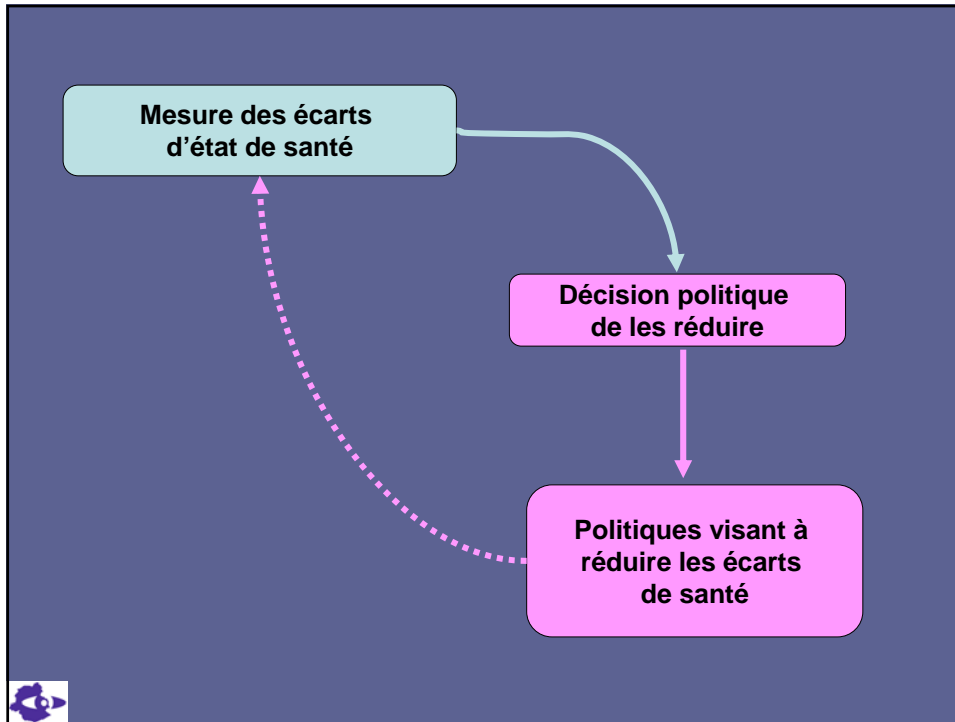 Mesure des écarts
d’état de santé
Décision politique
de les réduire
Politiques visant à
réduire les écarts
de santé